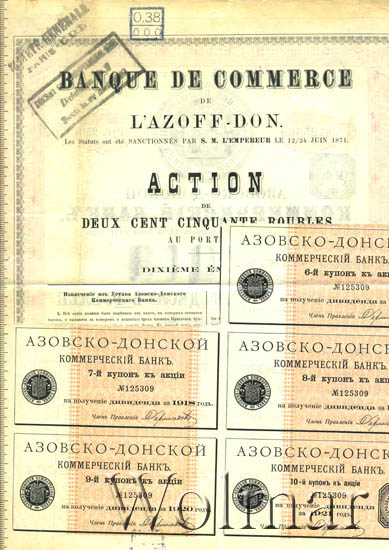 0.38
000
BANQUE DE COMMERCE
DE
L'AZOFF-DON.
Les Statuts ont été SANCTIONNÉS PAR S. M. L'EMPEREUR LE 12/24 JUIN 1871.
ACTION
DE
DEUX CENT CINQUANTE ROUBLES
AU PORT
DIXIÈME ÉM
Извлеченіе изъ Устава Азовско-Донского
Коммерческаго Банка.
АЗОВСКО-ДОНСКОЙ
КОММЕРЧЕСКІЙ БАНКЪ.
6-й купонъ къ акціи
№125309
на полученіе дивиденда за
АЗОВСКО-ДОНСКОЙ
КОММЕРЧЕСКІЙ БАНКЪ.
7-й купонъ къ акціи
№125309
на полученіе дивиденда за 1918 годъ.
Членъ Правленія
АЗОВСКО-ДОНСКОЙ
КОММЕРЧЕСКІЙ БАНКЪ.
8-й купонъ къ акціи
№125309
на полученіе дивиденда за годъ.
Членъ Правленія
АЗОВСКО-ДОНСКОЙ
КОММЕРЧЕСКІЙ БАНКЪ.
9-й купонъ къ акціи
№125309
на полученіе дивиденда за 1920 годъ.
Членъ Правленія
АЗОВСКО-ДОНСКОЙ
КОММЕРЧЕСКІЙ БАНКЪ.
10-й купонъ къ акціи
№125309
на полученіе дивиденда за 1921 годъ.
Членъ Правленія
Wolmar